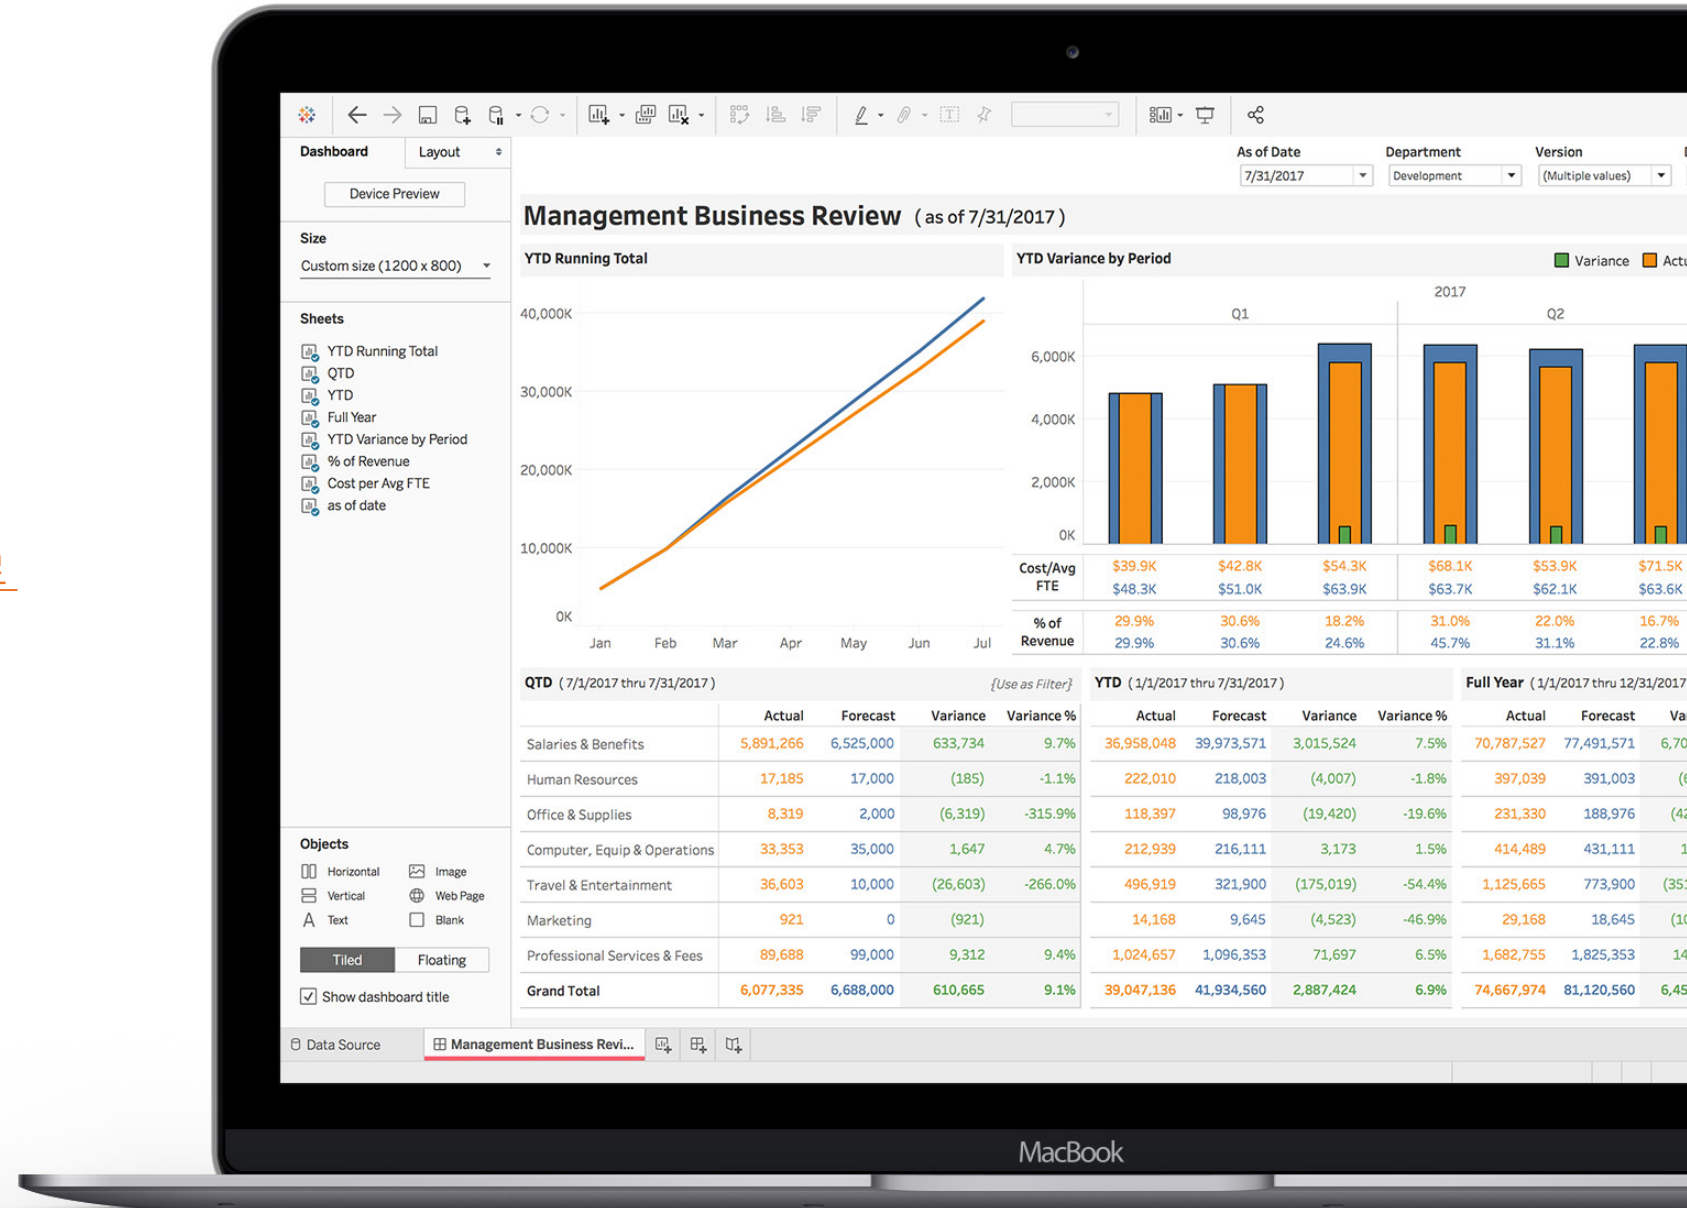 Dashboard
Layout
Device Preview
Size
Custom size (1200 x 800)
Sheets
YTD Running Total
QTD
YTD
Full Year
YTD Variance by Period
% of Revenue
Cost per Avg FTE
as of date
Objects
Horizontal Image
Vertical Web Page
A Text Blank
Tiled Floating
Show dashboard title
As of Date Department Version
7/31/2017 Development (Multiple values)
Management Business Review ( as of 7/31/2017 )
YTD Running Total
40,000K
30,000K
20,000K
10,000K
0K
Jan Feb Mar Apr May Jun Jul
YTD Variance by Period
Variance Actu
2017
Q1 Q2
6,000K
4,000K
2,000K
0K
Cost/Avg FTE
$39.9K $42.8K $54.3K $68.1K $53.9K $71.5K
$48.3K $51.0K $63.9K $63.7K $62.1K $63.6K
% of Revenue
29.9% 30.6% 18.2% 31.0% 22.0% 16.7%
29.9% 30.6% 24.6% 45.7% 31.1% 22.8%
QTD ( 7/1/2017 thru 7/31/2017 ) {Use as Filter} YTD ( 1/1/2017 thru 7/31/2017 ) Full Year ( 1/1/2017 thru 12/31/2017
Actual Forecast Variance Variance % Actual Forecast Variance Variance % Actual Forecast Va
Salaries & Benefits 5,891,266 6,525,000 633,734 9.7% 36,958,048 39,973,571 3,015,524 7.5% 70,787,527 77,491,571 6,70
Human Resources 17,185 17,000 (185) -1.1% 222,010 218,003 (4,007) -1.8% 397,039 391,003 (6
Office & Supplies 8,319 2,000 (6,319) -315.9% 118,397 98,976 (19,420) -19.6% 231,330 188,976 (42
Computer, Equip & Operations 33,353 35,000 1,647 4.7% 212,939 216,111 3,173 1.5% 414,489 431,111 1
Travel & Entertainment 36,603 10,000 (26,603) -266.0% 496,919 321,900 (175,019) -54.4% 1,125,665 773,900 (351
Marketing 921 0 (921) 14,168 9,645 (4,523) -46.9% 29,168 18,645 (10
Professional Services & Fees 89,688 99,000 9,312 9.4% 1,024,657 1,096,353 71,697 6.5% 1,682,755 1,825,353 14
Grand Total 6,077,335 6,688,000 610,665 9.1% 39,047,136 41,934,560 2,887,424 6.9% 74,667,974 81,120,560 6,45
Data Source Management Business Revi...
MacBook